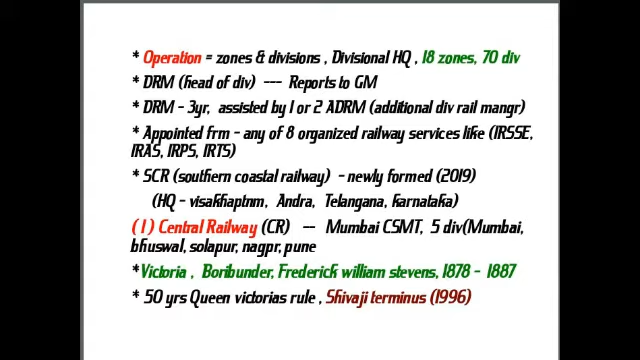 * Operation = zones & divisions , Divisional HQ , 18 zones, 70 div
* DRM (head of div) --- Reports to GM
* DRM - 3yr, assisted by 1 or 2 ADRM (additional div rail mangr)
* Appointed frm - any of 8 organized railway services like (IRSSE,
IRAS, IRPS, IRTS)
* SCR (soutfiern coastal railway) - newly formed (2019)
(HQ - visakhaptnm, Andra, Telangana, karnataka)
( 1 ) Central Railway (CR) --- Mumbai CSMT, 5 div(Mumbai,
bhuswal, solapur, nagpr, pune
*Victoria , Boribunder, Frederick william stevens, 1878 - 1887
* 50 yrs Queen victorias rule , Shivaji terminus (1996)